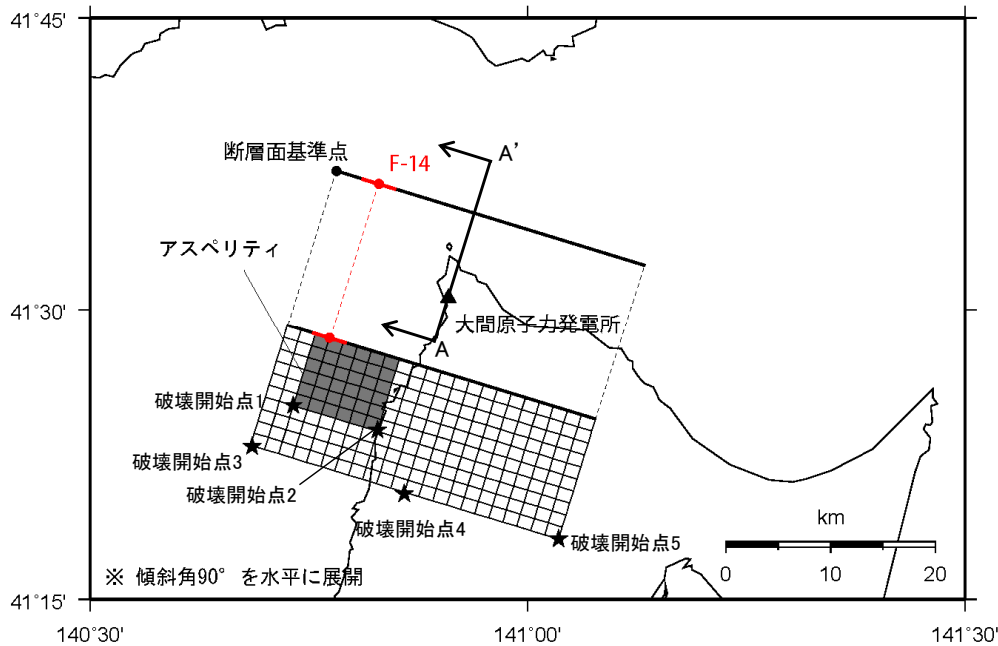 41°45'
断層面基準点
F-14
A'
アスペリティ
41°30'
大間原子力発電所
A
破壊開始点1
破壊開始点3
破壊開始点2
破壊開始点4
破壊開始点5
km
0 10 20
※ 傾斜角90° を水平に展開
41°15'
140°30' 141°00' 141°30'